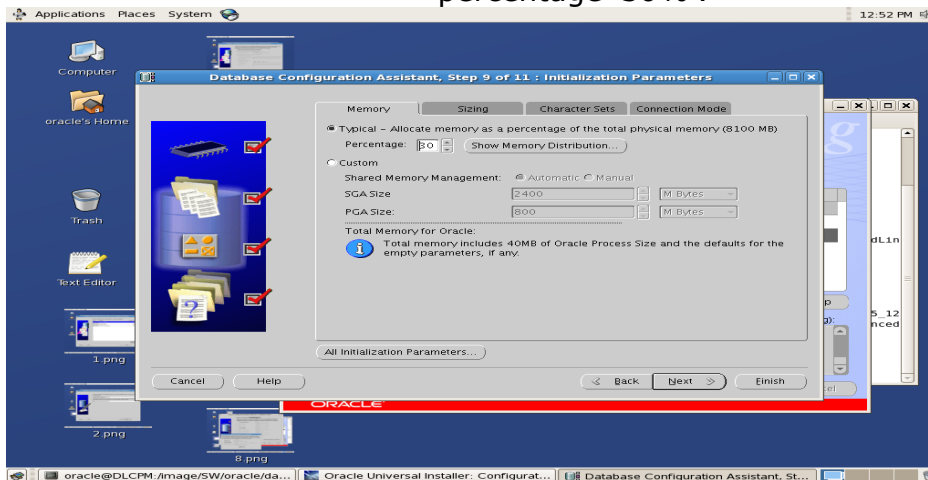 percentage
Applications Places System
12:52 PM
Computer
Database Configuration Assistant, Step 9 of 11 : Initialization Parameters
oracle's Home
Memory
Sizing
Character Sets
Connection Mode
Typical – Allocate memory as a percentage of the total physical memory (8100 MB)
Percentage: 30
Show Memory Distribution...
Custom
Shared Memory Management: Automatic Manual
SGA Size 2400 M Bytes
PGA Size: 800 M Bytes
Total Memory for Oracle:
Total memory includes 40MB of Oracle Process Size and the defaults for the
empty parameters, if any.
Trash
dLin
Text Editor
p
g):
5_12
nced
All Initialization Parameters...
1.png
Cancel
Help
Back
Next
Finish
cel
ORACLE
2.png
8.png
oracle@DLCPM:/image/SW/oracle/da...
Oracle Universal Installer: Configurat...
Database Configuration Assistant, St...